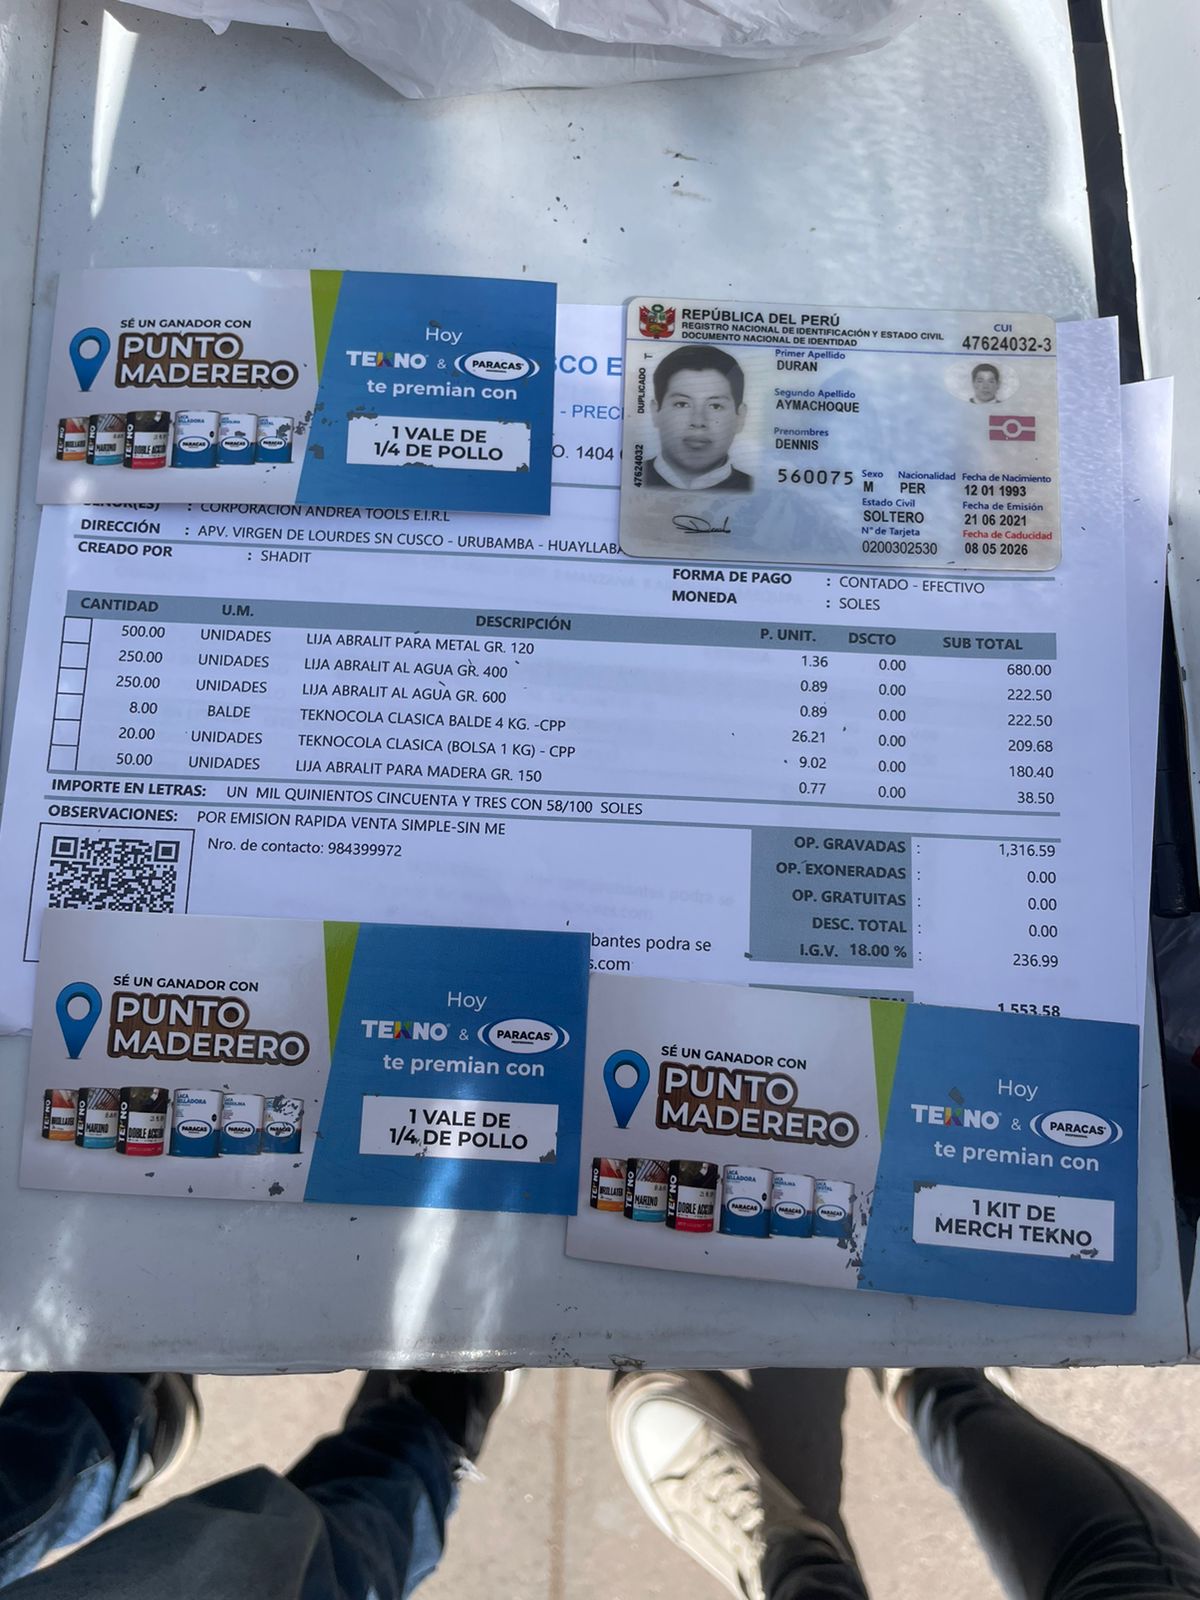 SÉ UN GANADOR CON
PUNTO
MADERERO
Hoy
TEKNO & PARACAS
te premian con
1 VALE DE
1/4 DE POLLO
REPÚBLICA DEL PERÚ
REGISTRO NACIONAL DE IDENTIFICACIÓN Y ESTADO CIVIL
DOCUMENTO NACIONAL DE IDENTIDAD
CUI
47624032-3
DUPLICADO T
47624032
Primer Apellido
DURAN
Segundo Apellido
AYMACHOQUE
Prenombres
DENNIS
560075
Sexo Nacionalidad Fecha de Nacimiento
M PER 12 01 1993
Estado Civil Fecha de Emisión
SOLTERO 21 06 2021
N° de Tarjeta Fecha de Caducidad
0200302530 08 05 2026
SCO E
- PREC
O. 1404
: CORPORACION ANDREA TOOLS E.I.R.L
DIRECCIÓN : APV. VIRGEN DE LOURDES SN CUSCO - URUBAMBA - HUAYLLABA
CREADO POR : SHADIT
FORMA DE PAGO : CONTADO - EFECTIVO
MONEDA : SOLES
CANTIDAD U.M. DESCRIPCIÓN P. UNIT. DSCTO SUB TOTAL
500.00 UNIDADES LIJA ABRALIT PARA METAL GR. 120 1.36 0.00 680.00
250.00 UNIDADES LIJA ABRALIT AL AGUA GR. 400 0.89 0.00 222.50
250.00 UNIDADES LIJA ABRALIT AL AGUA GR. 600 0.89 0.00 222.50
8.00 BALDE TEKNOCOLA CLASICA BALDE 4 KG. -CPP 26.21 0.00 209.68
20.00 UNIDADES TEKNOCOLA CLASICA (BOLSA 1 KG) - CPP 9.02 0.00 180.40
50.00 UNIDADES LIJA ABRALIT PARA MADERA GR. 150 0.77 0.00 38.50
IMPORTE EN LETRAS: UN MIL QUINIENTOS CINCUENTA Y TRES CON 58/100 SOLES
OBSERVACIONES: POR EMISION RAPIDA VENTA SIMPLE-SIN ME
Nro. de contacto: 984399972
OP. GRAVADAS : 1,316.59
OP. EXONERADAS : 0.00
OP. GRATUITAS : 0.00
DESC. TOTAL : 0.00
I.G.V. 18.00 % : 236.99
1,553.58
bantes podra se
s.com
SÉ UN GANADOR CON
PUNTO
MADERERO
Hoy
TEKNO & PARACAS
te premian con
1 VALE DE
1/4 DE POLLO
SÉ UN GANADOR CON
PUNTO
MADERERO
Hoy
TEKNO & PARACAS
te premian con
1 KIT DE
MERCH TEKNO